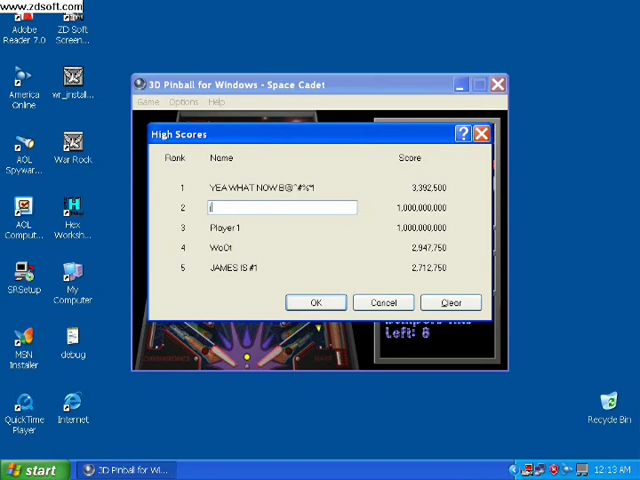 www.zdsoft.com
Adobe
Reader 7.0
ZD Soft
Screen...
America
Online
wr_install...
AOL
Spywar...
War Rock
AOL
Comput...
Hex
Worksh...
SRSetup
My
Computer
MSN
Installer
debug
QuickTime
Player
Internet
3D Pinball for Windows - Space Cadet
Game Options Help
High Scores
Rank Name Score
1 YEA WHAT NOW B@^#%*! 3,392,500
2 1,000,000,000
3 Player 1 1,000,000,000
4 Wo0t 2,947,750
5 JAMES IS #1 2,712,750
OK Cancel Clear
Left: 8
Recycle Bin
start
3D Pinball for Wi...
12:13 AM